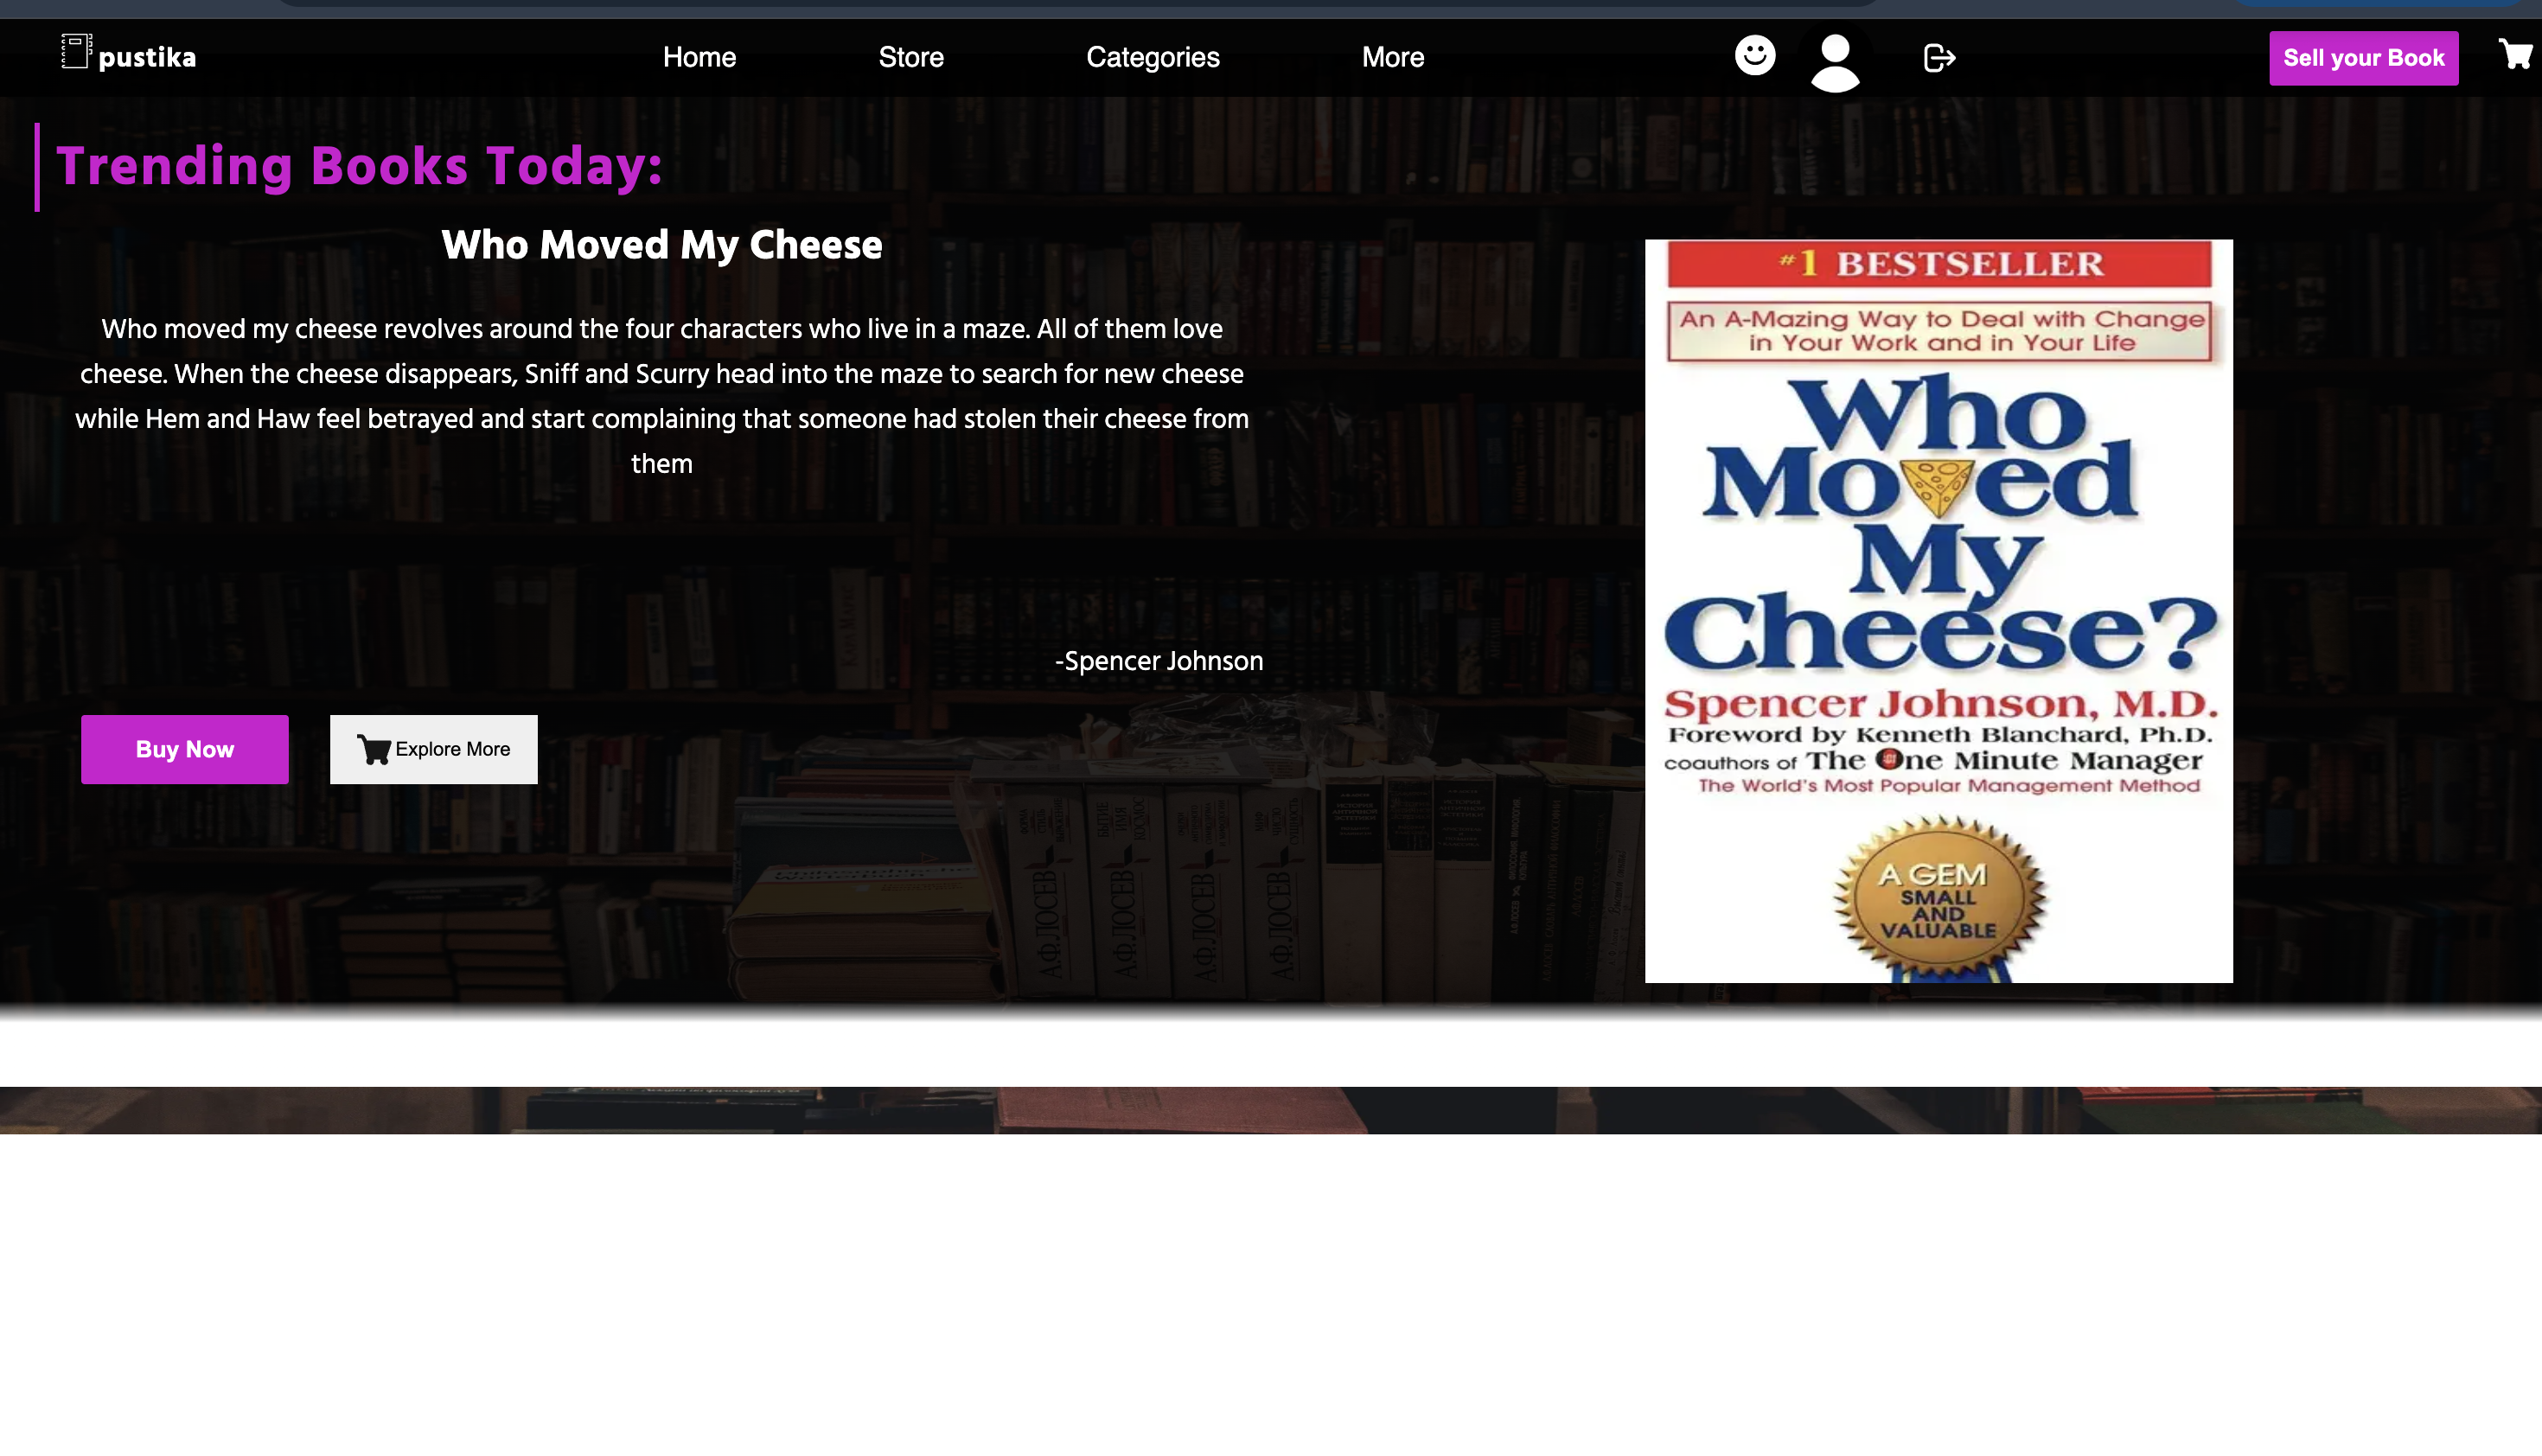 pustika
Home Store Categories More
Sell your Book
Trending Books Today:
Who Moved My Cheese
Who moved my cheese revolves around the four characters who live in a maze. All of them love
cheese. When the cheese disappears, Sniff and Scurry head into the maze to search for new cheese
while Hem and Haw feel betrayed and start complaining that someone had stolen their cheese from
them
-Spencer Johnson
Buy Now
Explore More
#1 BESTSELLER
An A-Mazing Way to Deal with Change
in Your Work and in Your Life
Who
Moved
My
Cheese?
Spencer Johnson, M.D.
Foreword by Kenneth Blanchard, Ph.D.
coauthors of The One Minute Manager
The World's Most Popular Management Method
A GEM
SMALL
AND
VALUABLE
А.Ф.ЛОСЕВ
А.Ф.ЛОСЕВ
А.Ф.ЛОСЕВ
А.Ф.ЛОСЕВ